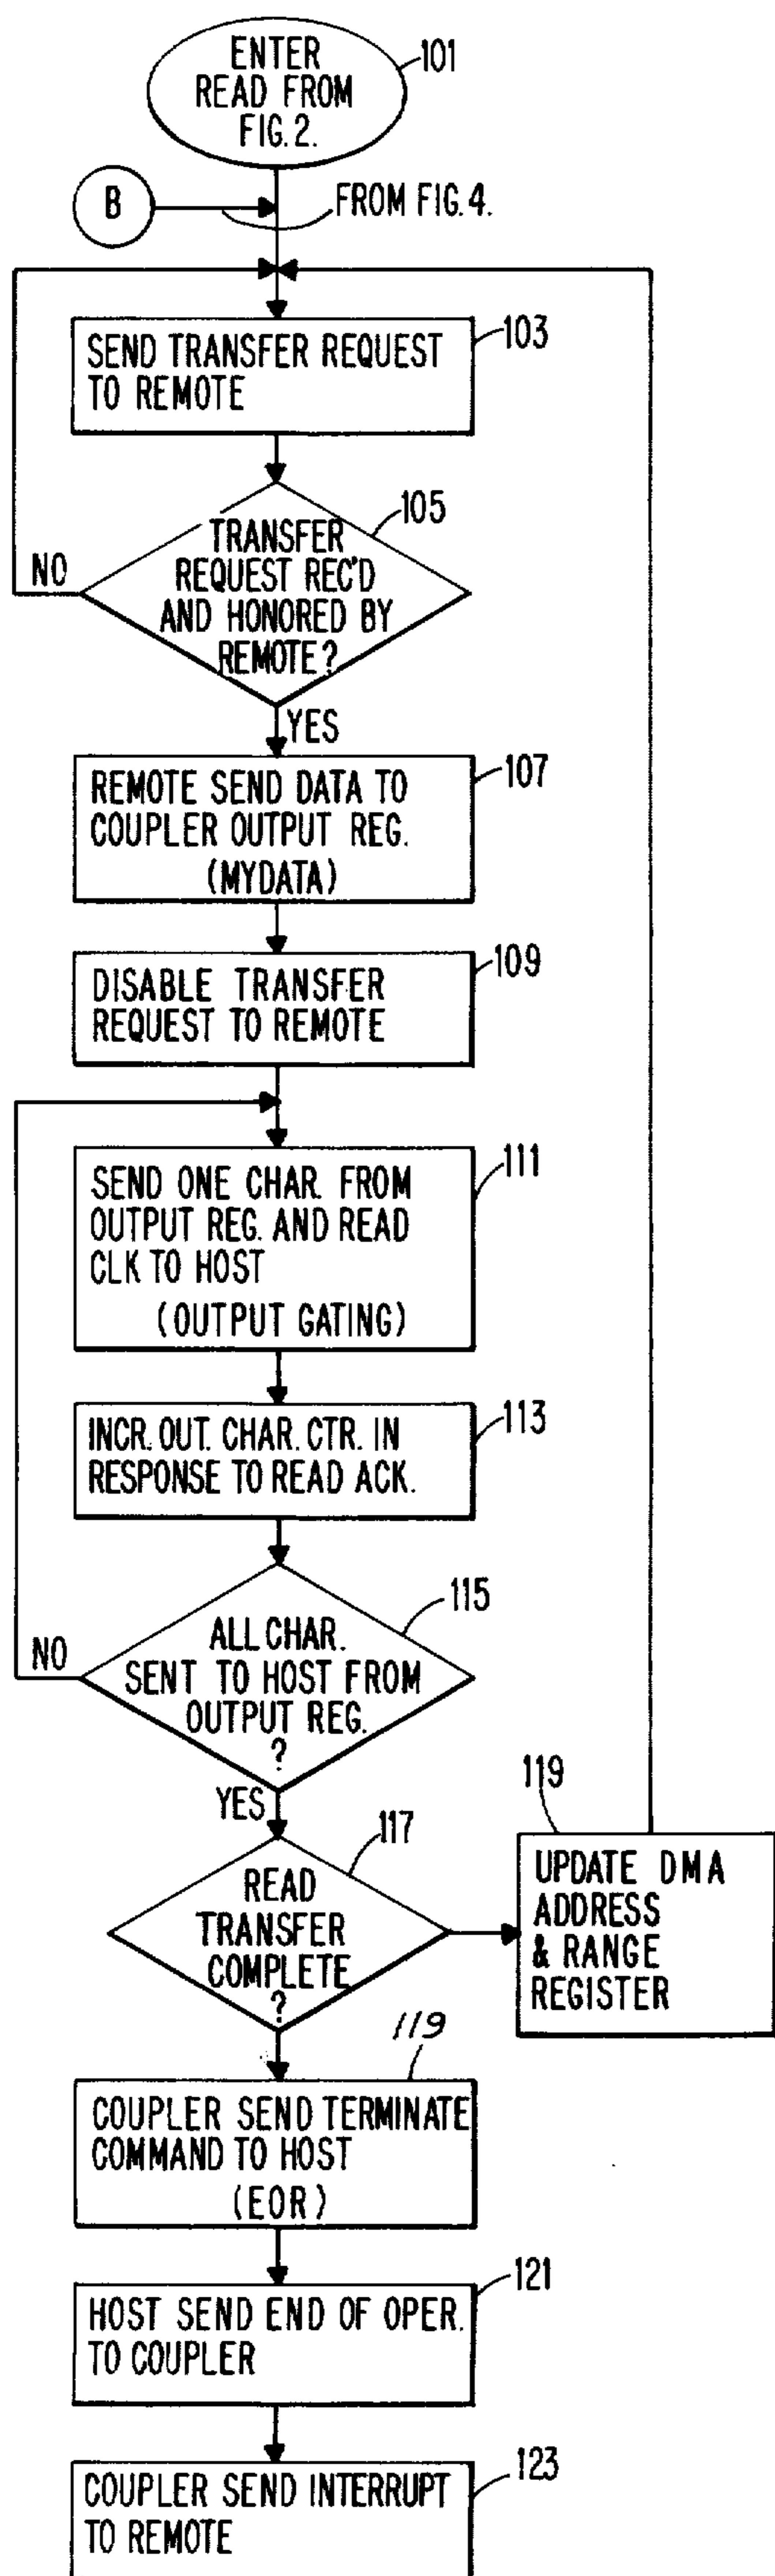 ENTER
READ FROM
FIG. 2.
101
B
FROM FIG. 4.
SEND TRANSFER REQUEST
TO REMOTE
103
TRANSFER
REQUEST REC'D
AND HONORED BY
REMOTE?
105
NO
YES
REMOTE SEND DATA TO
COUPLER OUTPUT REG.
(MYDATA)
107
DISABLE TRANSFER
REQUEST TO REMOTE
109
SEND ONE CHAR. FROM
OUTPUT REG. AND READ
CLK TO HOST
(OUTPUT GATING)
111
INCR. OUT. CHAR. CTR. IN
RESPONSE TO READ ACK.
113
ALL CHAR.
SENT TO HOST FROM
OUTPUT REG.
?
115
NO
YES
READ
TRANSFER
COMPLETE
?
117
119
UPDATE DMA
ADDRESS
& RANGE
REGISTER
119
COUPLER SEND TERMINATE
COMMAND TO HOST
(EOR)
HOST SEND END OF OPER.
TO COUPLER
121
COUPLER SEND INTERRUPT
TO REMOTE
123